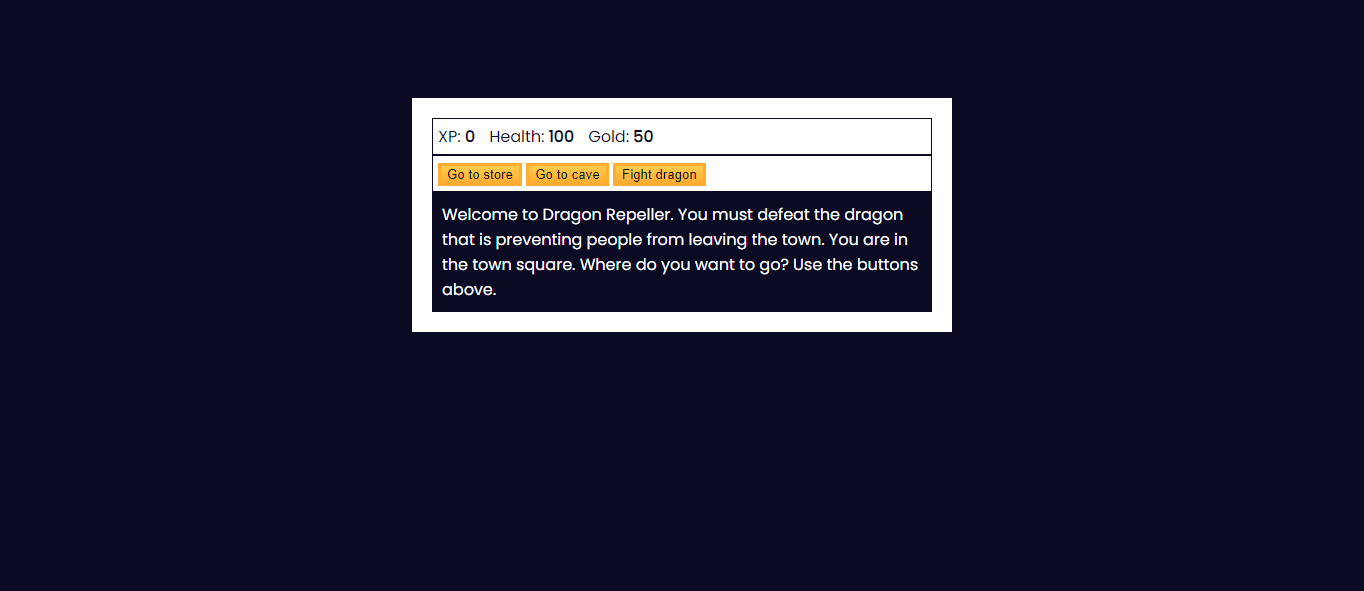 XP: 0 Health: 100 Gold: 50
Go to store Go to cave Fight dragon
Welcome to Dragon Repeller. You must defeat the dragon
that is preventing people from leaving the town. You are in
the town square. Where do you want to go? Use the buttons
above.